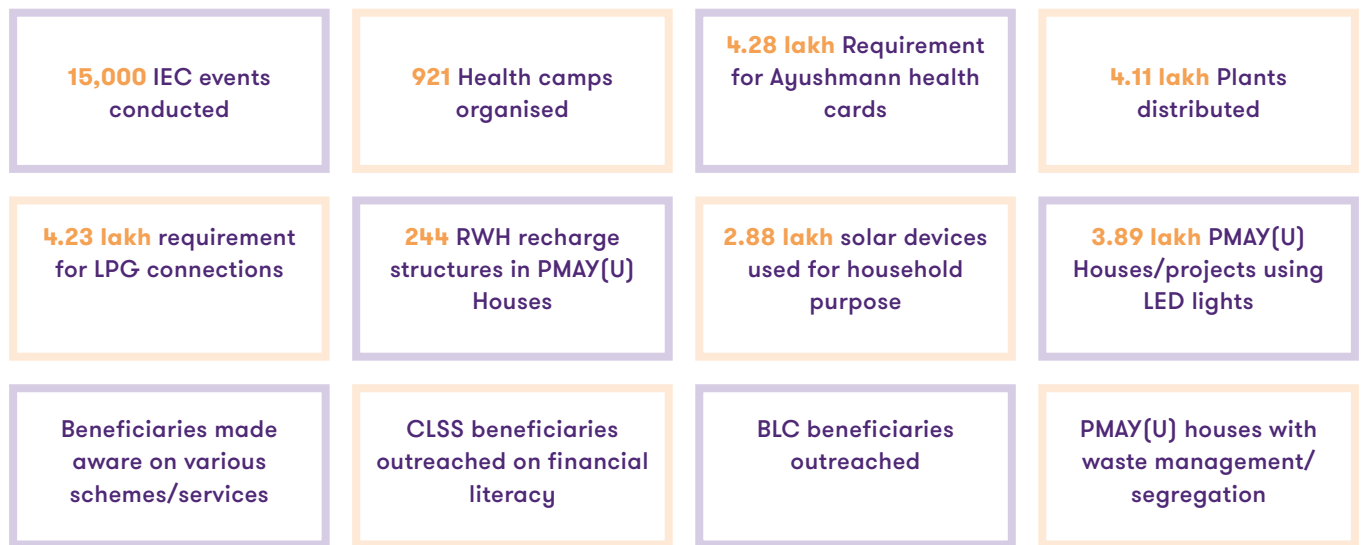 15,000 IEC events
conducted
921 Health camps
organised
4.28 lakh Requirement
for Ayushmann health
cards
4.11 lakh Plants
distributed
4.23 lakh requirement
for LPG connections
244 RWH recharge
structures in PMAY(U)
Houses
2.88 lakh solar devices
used for household
purpose
3.89 lakh PMAY(U)
Houses/projects using
LED lights
Beneficiaries made
aware on various
schemes/services
CLSS beneficiaries
outreached on financial
literacy
BLC beneficiaries
outreached
PMAY(U) houses with
waste management/
segregation